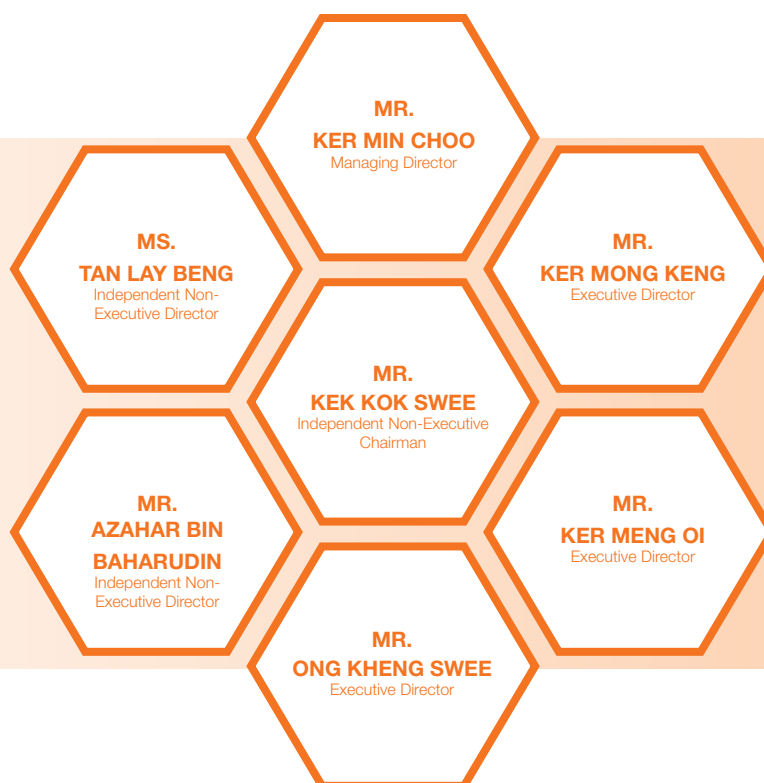 MR.
KER MIN CHOO
Managing Director
MS.
TAN LAY BENG
Independent Non-
Executive Director
MR.
KER MONG KENG
Executive Director
MR.
KEK KOK SWEE
Independent Non-Executive
Chairman
MR.
AZAHAR BIN
BAHARUDIN
Independent Non-
Executive Director
MR.
KER MENG OI
Executive Director
MR.
ONG KHENG SWEE
Executive Director